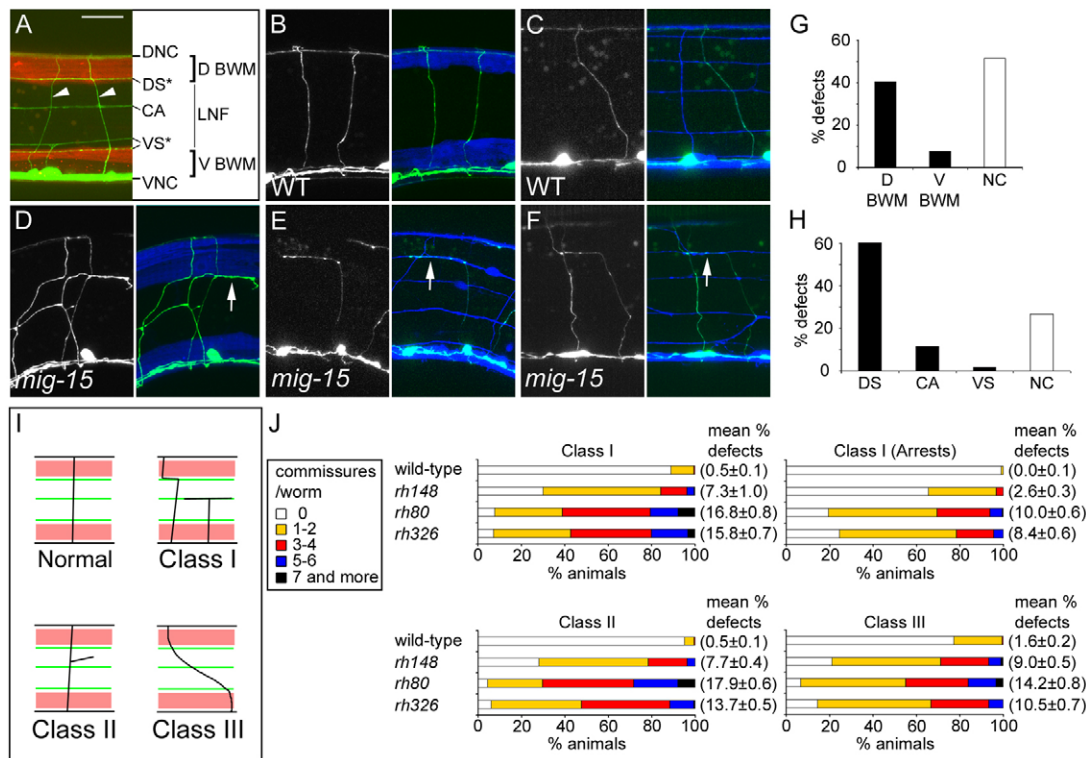 A
DNC
D BWM
DS*
CA
LNF
VS*
V BWM
VNC
B
WT
C
WT
D
mig-15
E
mig-15
F
mig-15
G
% defects
60
40
20
0
D BWM
V BWM
NC
H
% defects
60
40
20
0
DS
CA
VS
NC
I
Normal
Class I
Class II
Class III
J
commissures
/worm
0
1-2
3-4
5-6
7 and more
Class I
mean %
defects
wild-type
(0.5±0.1)
rh148
(7.3±1.0)
rh80
(16.8±0.8)
rh326
(15.8±0.7)
0 20 40 60 80 100
% animals
Class I (Arrests)
mean %
defects
(0.0±0.1)
(2.6±0.3)
(10.0±0.6)
(8.4±0.6)
0 20 40 60 80 100
% animals
Class II
mean %
defects
wild-type
(0.5±0.1)
rh148
(7.7±0.4)
rh80
(17.9±0.6)
rh326
(13.7±0.5)
0 20 40 60 80 100
% animals
Class III
mean %
defects
(1.6±0.2)
(9.0±0.5)
(14.2±0.8)
(10.5±0.7)
0 20 40 60 80 100
% animals